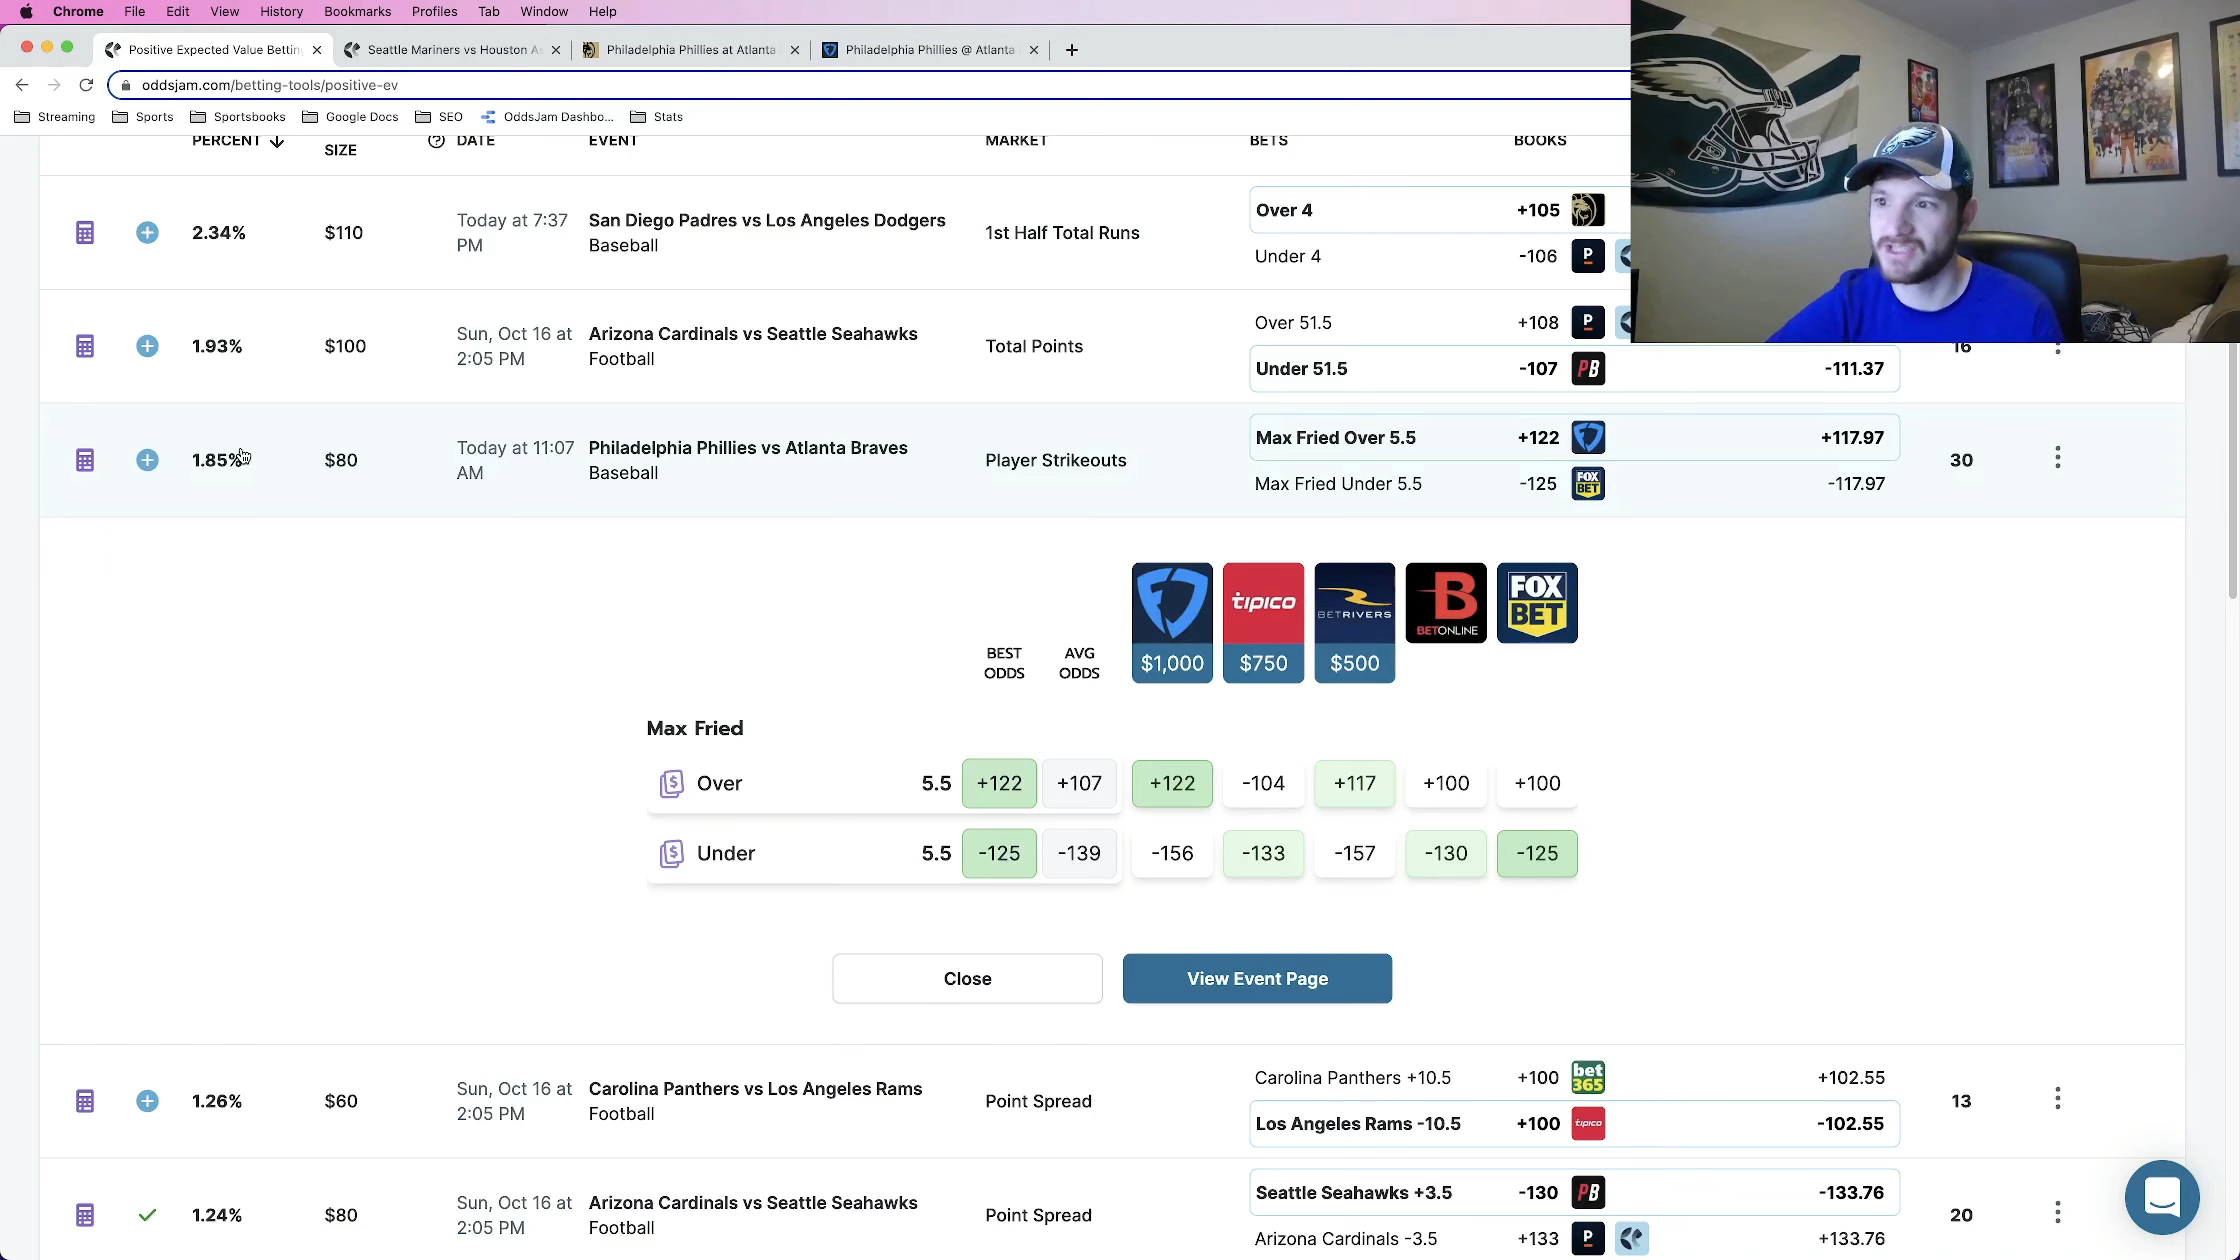 Chrome File Edit View History Bookmarks Profiles Tab Window Help
Positive Expected Value Bettin
Seattle Mariners vs Houston A
Philadelphia Phillies at Atlanta
Philadelphia Phillies @ Atlanta
oddsjam.com/betting-tools/positive-ev
Streaming Sports Sportsbooks Google Docs SEO OddsJam Dashbo... Stats
PERCENT SIZE DATE EVENT MARKET BETS BOOKS
2.34% $110 Today at 7:37 PM San Diego Padres vs Los Angeles Dodgers Baseball 1st Half Total Runs
Over 4 +105
Under 4 -106 P
1.93% $100 Sun, Oct 16 at 2:05 PM Arizona Cardinals vs Seattle Seahawks Football Total Points
Over 51.5 +108 P
Under 51.5 -107 PB -111.37
16
1.85% $80 Today at 11:07 AM Philadelphia Phillies vs Atlanta Braves Baseball Player Strikeouts
Max Fried Over 5.5 +122 +117.97
Max Fried Under 5.5 -125 FOX BET -117.97
30
BEST ODDS AVG ODDS
$1,000
tipico $750
BETRIVERS $500
B BETONLINE
FOX BET
Max Fried
Over 5.5 +122 +107 +122 -104 +117 +100 +100
Under 5.5 -125 -139 -156 -133 -157 -130 -125
Close View Event Page
1.26% $60 Sun, Oct 16 at 2:05 PM Carolina Panthers vs Los Angeles Rams Football Point Spread
Carolina Panthers +10.5 +100 bet365 +102.55
Los Angeles Rams -10.5 +100 tipico -102.55
13
1.24% $80 Sun, Oct 16 at 2:05 PM Arizona Cardinals vs Seattle Seahawks Football Point Spread
Seattle Seahawks +3.5 -130 PB -133.76
Arizona Cardinals -3.5 +133 P +133.76
20